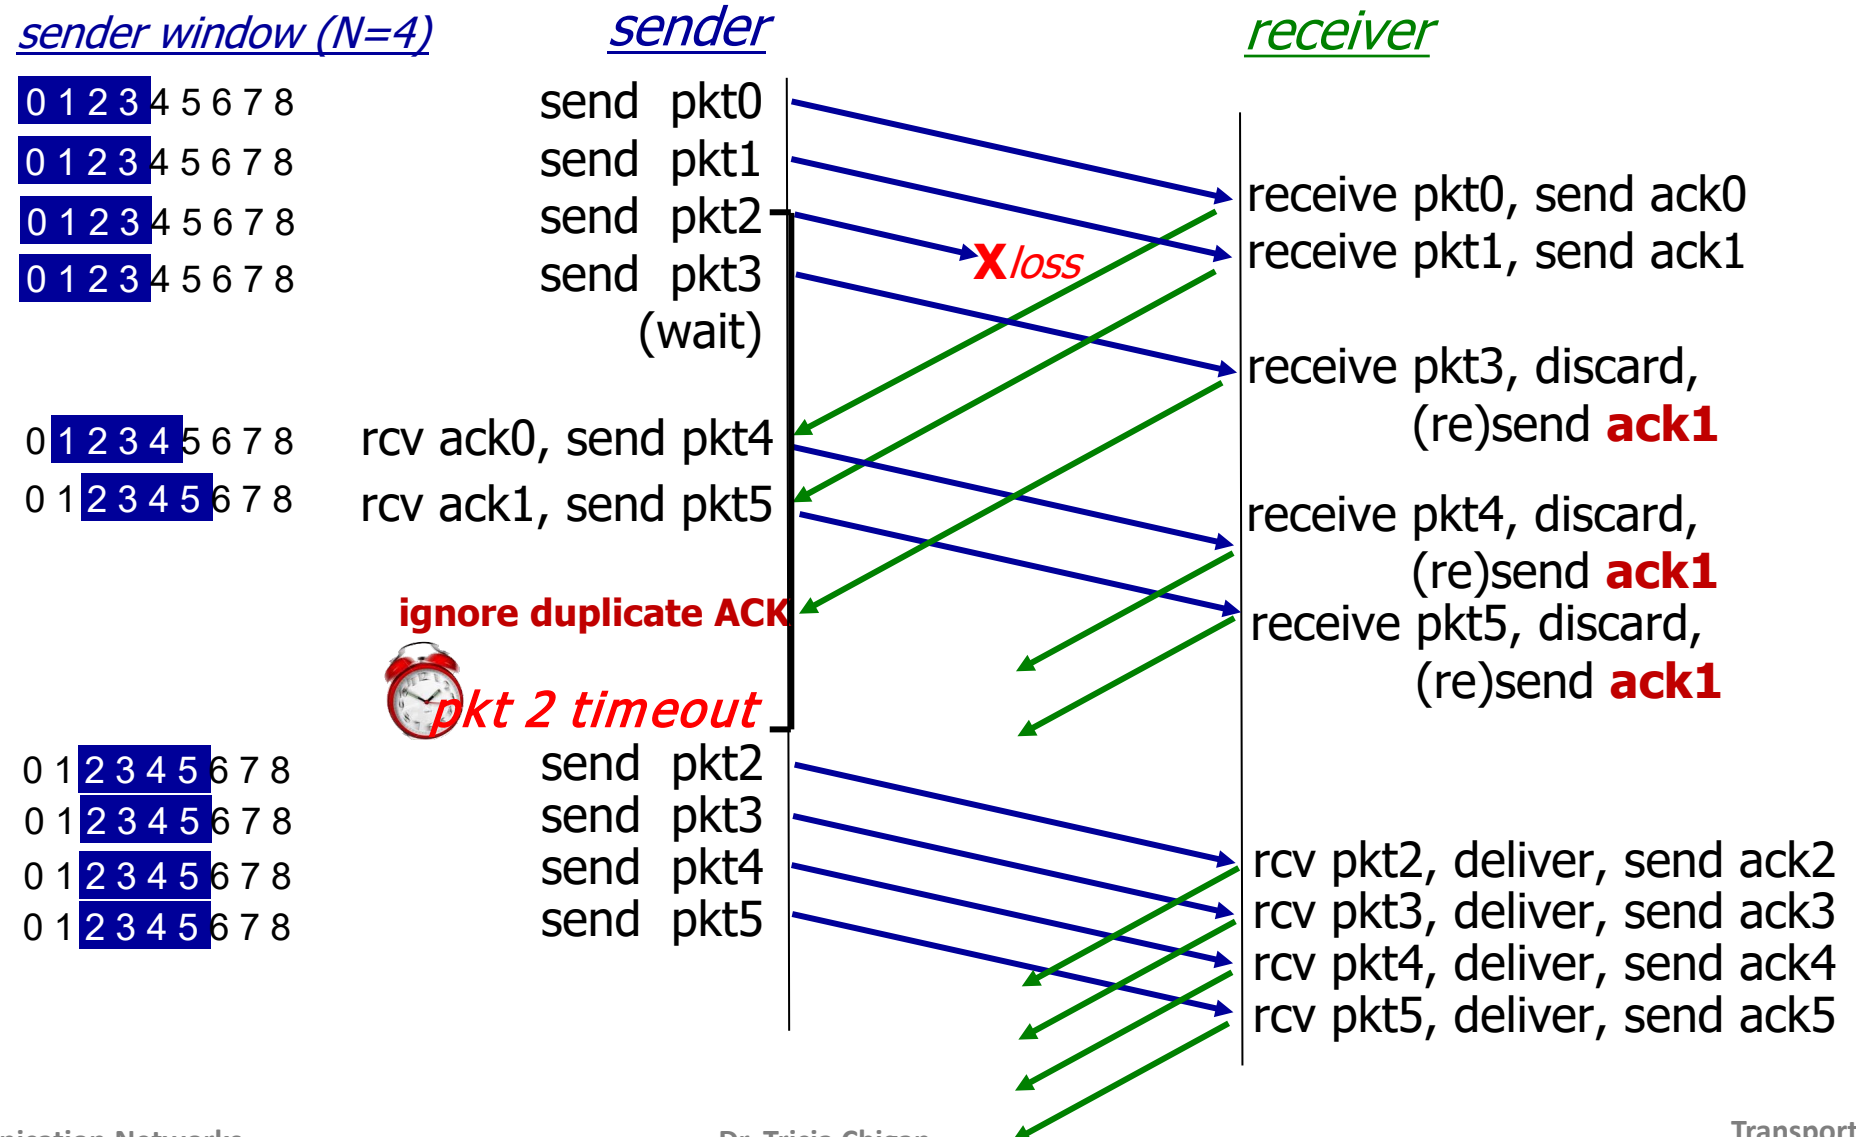 sender window (N=4)
sender
receiver
0 1 2 3 4 5 6 7 8
send pkt0
0 1 2 3 4 5 6 7 8
send pkt1
receive pkt0, send ack0
0 1 2 3 4 5 6 7 8
send pkt2
receive pkt1, send ack1
X loss
0 1 2 3 4 5 6 7 8
send pkt3
(wait)
receive pkt3, discard,
(re)send ack1
0 1 2 3 4 5 6 7 8
rcv ack0, send pkt4
0 1 2 3 4 5 6 7 8
rcv ack1, send pkt5
receive pkt4, discard,
(re)send ack1
ignore duplicate ACK
receive pkt5, discard,
(re)send ack1
pkt 2 timeout
0 1 2 3 4 5 6 7 8
send pkt2
0 1 2 3 4 5 6 7 8
send pkt3
0 1 2 3 4 5 6 7 8
send pkt4
rcv pkt2, deliver, send ack2
0 1 2 3 4 5 6 7 8
send pkt5
rcv pkt3, deliver, send ack3
rcv pkt4, deliver, send ack4
rcv pkt5, deliver, send ack5
Networks
Dr. Tricia Chigan
Transport